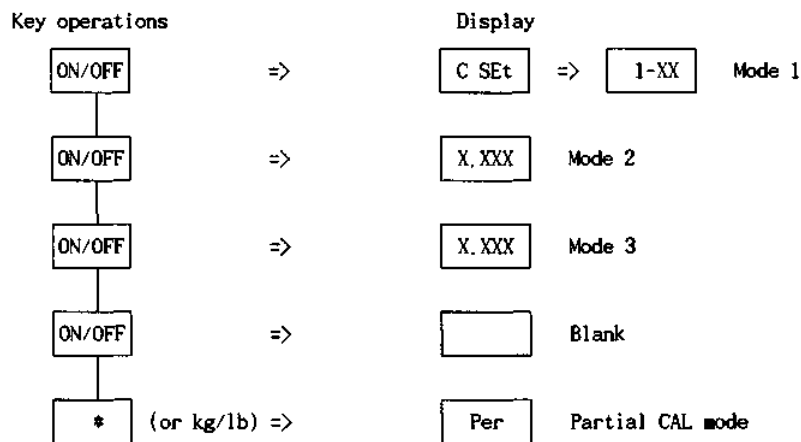 Key operations Display
ON/OFF => C SEt => 1-XX Mode 1
ON/OFF => X.XXX Mode 2
ON/OFF => X.XXX Mode 3
ON/OFF => Blank
* (or kg/lb) => Per Partial CAL mode